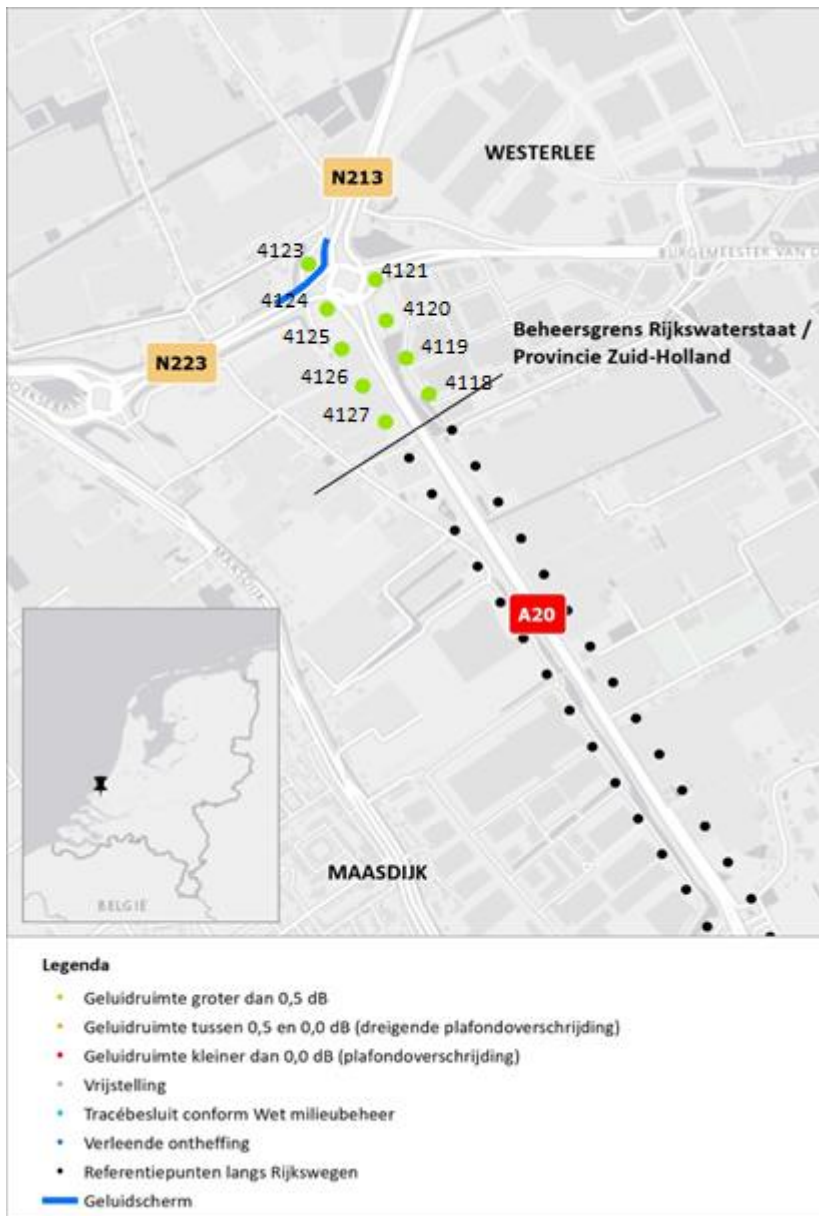 WESTERLEE
N213
4123
4121
BURGEMEESTER VAN D
4124
4120
Beheersgrens Rijkswaterstaat /
Provincie Zuid-Holland
4125
4119
N223
4126
4118
4127
MAASDIJK
A20
MAASDIJK
BELGIË
Legenda
Geluidruimte groter dan 0,5 dB
Geluidruimte tussen 0,5 en 0,0 dB (dreigende plafondoverschrijding)
Geluidruimte kleiner dan 0,0 dB (plafondoverschrijding)
Vrijstelling
Tracébesluit conform Wet milieubeheer
Verleende ontheffing
Referentiepunten langs Rijkswegen
Geluidscherm